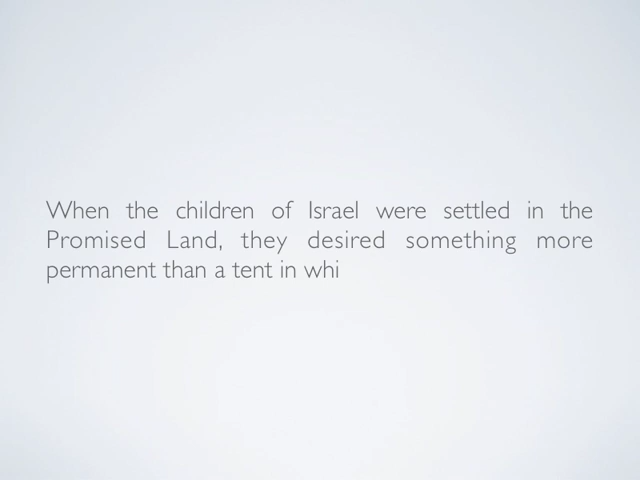 When the children of Israel were settled in the
Promised Land, they desired something more
permanent than a tent in whi